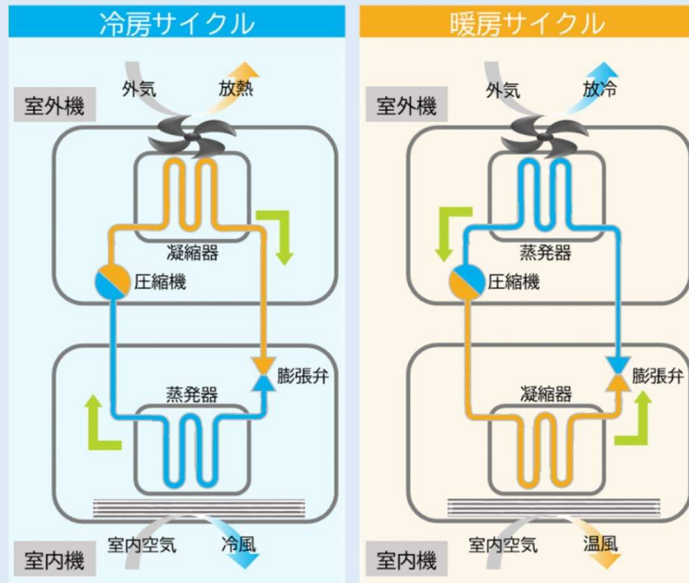 冷房サイクル
室外機
外気
放熱
凝縮器
圧縮機
膨張弁
蒸発器
室内機
室内空気
冷風
暖房サイクル
室外機
外気
放冷
蒸発器
圧縮機
膨張弁
凝縮器
室内機
室内空気
温風